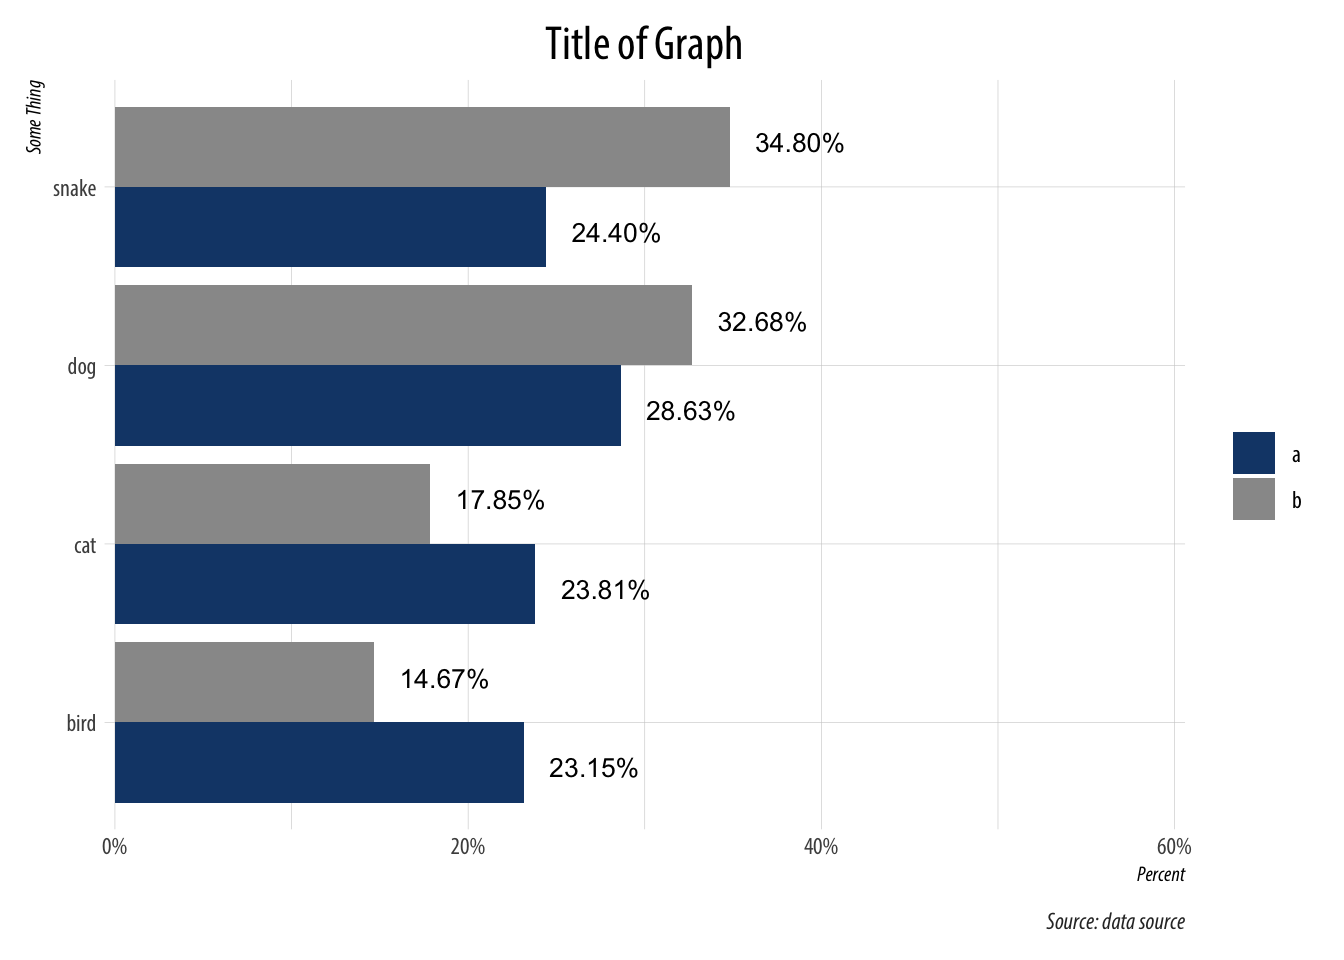 Title of Graph
Some Thing
34.80%
snake
24.40%
32.68%
dog
28.63%
17.85%
cat
23.81%
14.67%
bird
23.15%
a
b
0% 20% 40% 60%
Percent
Source: data source